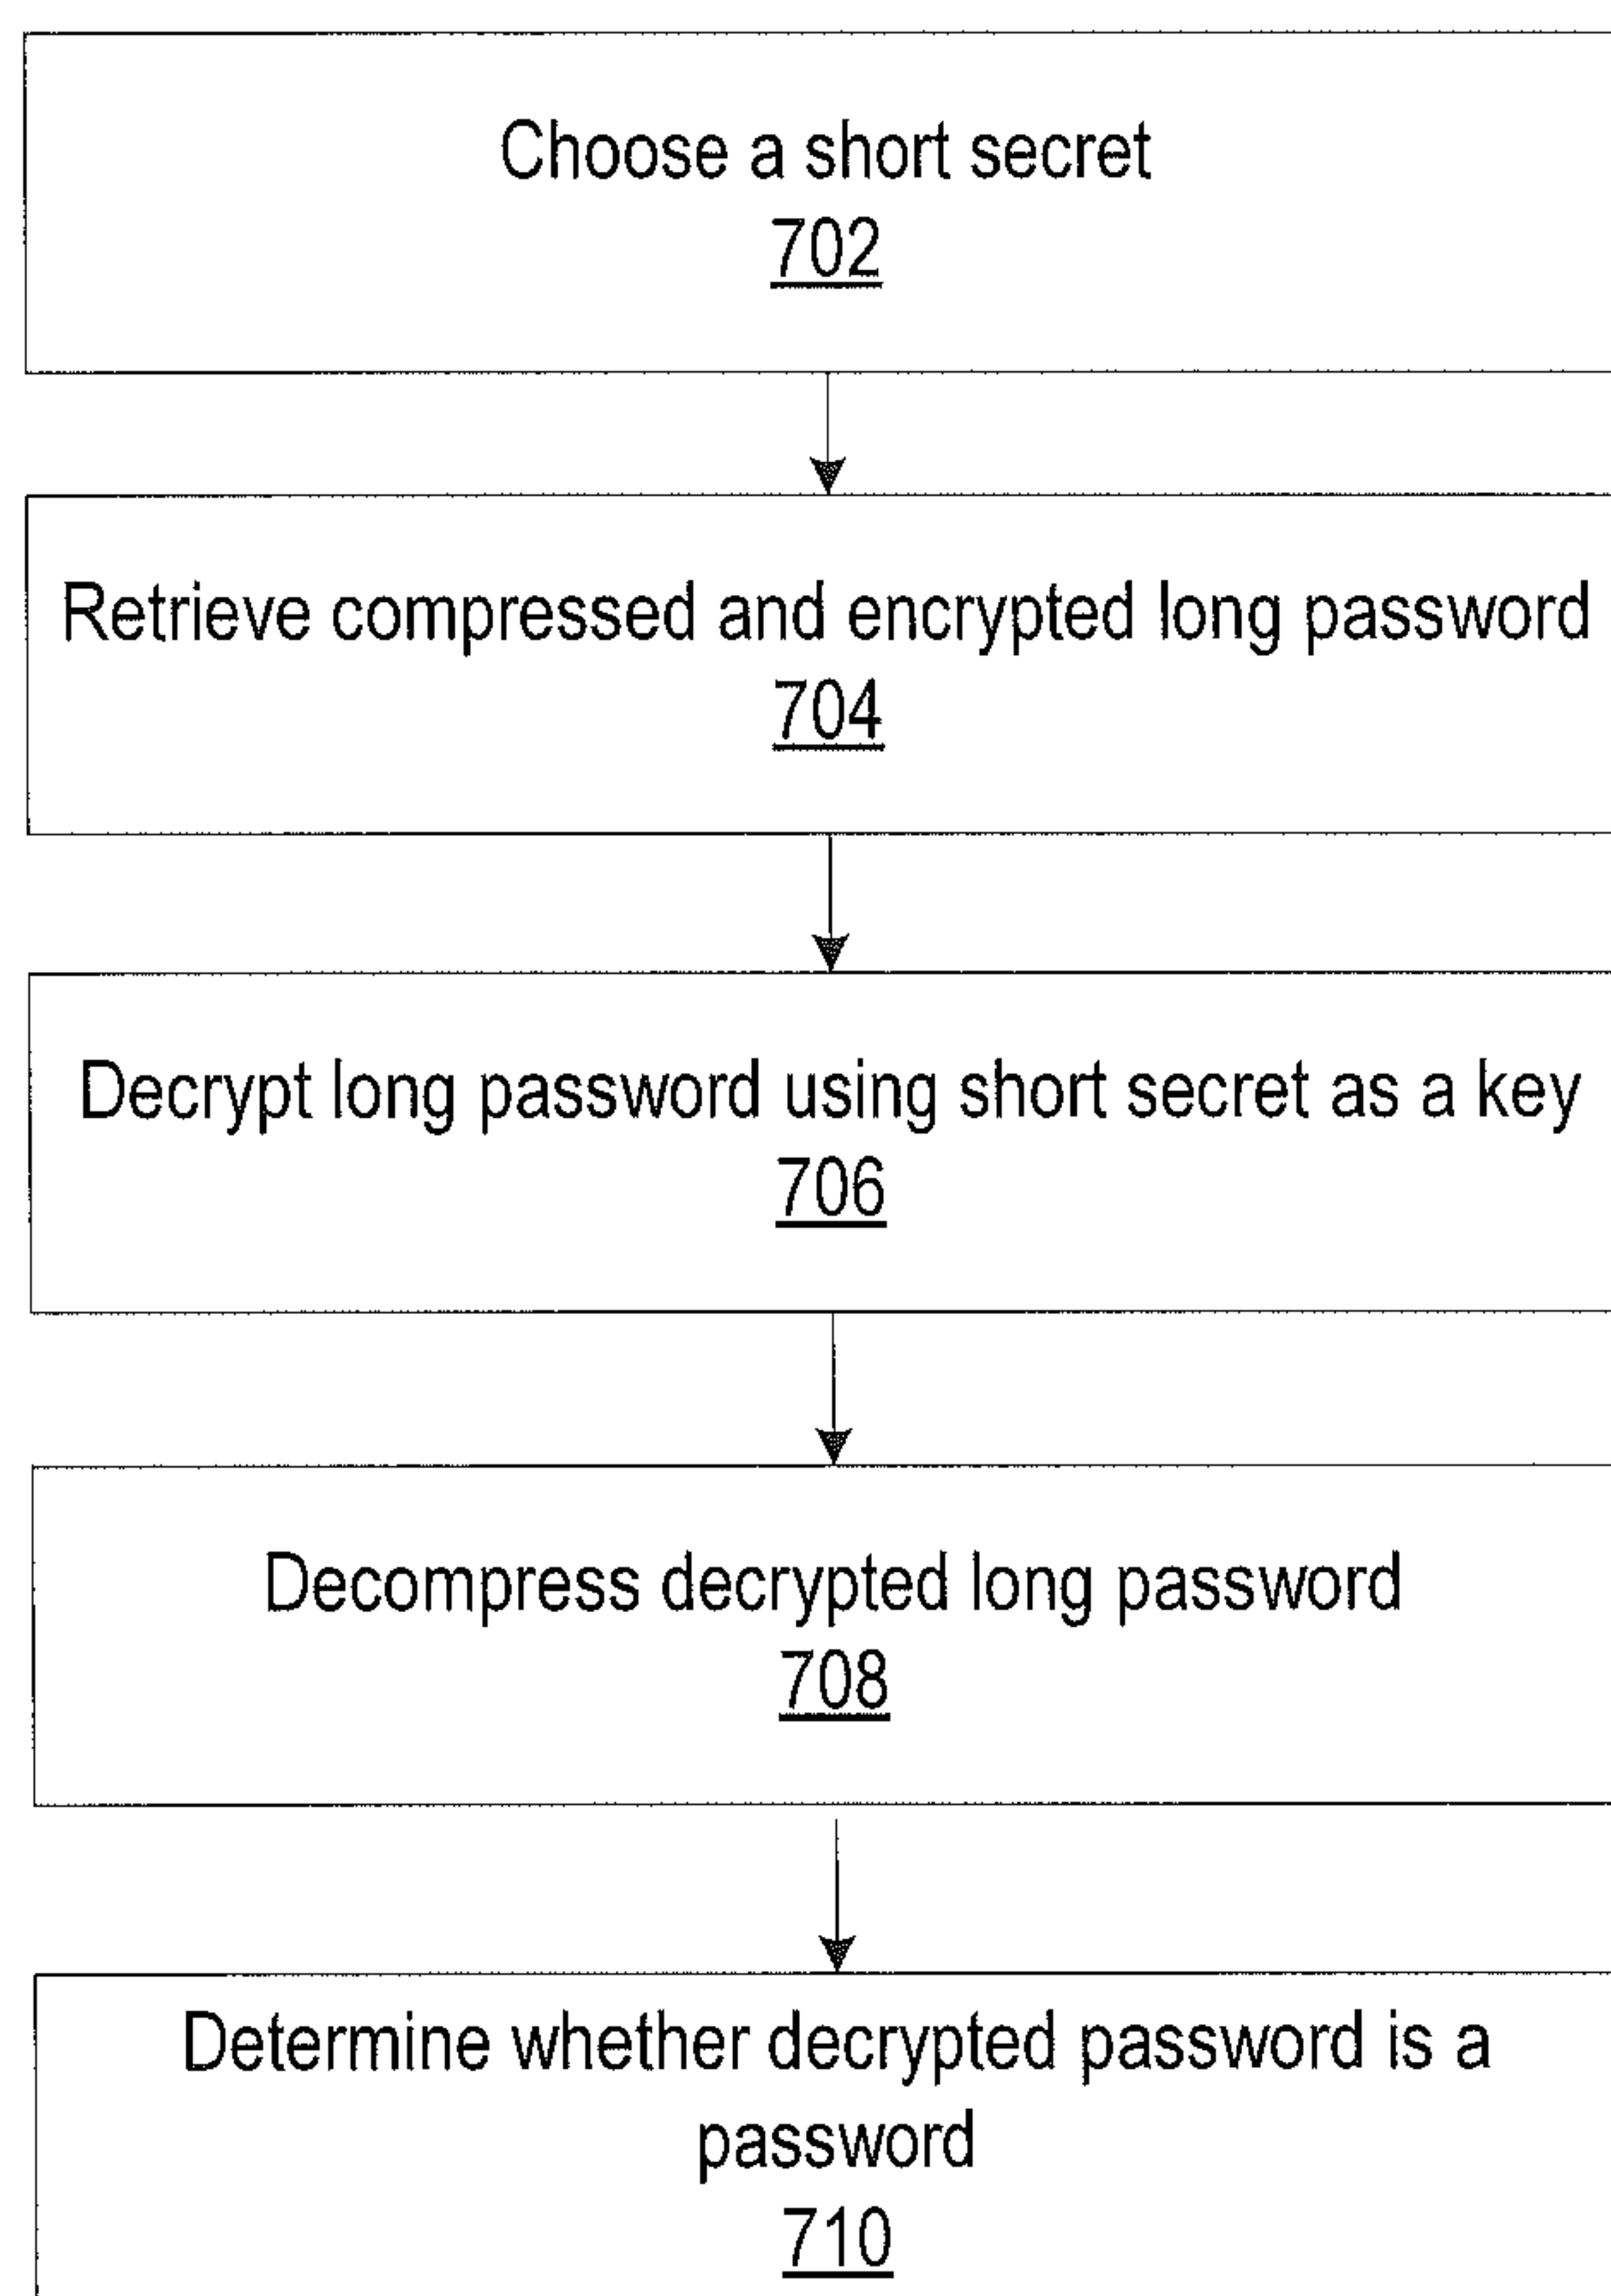 Choose a short secret
702
Retrieve compressed and encrypted long password
704
Decrypt long password using short secret as a key
706
Decompress decrypted long password
708
Determine whether decrypted password is a
password
710